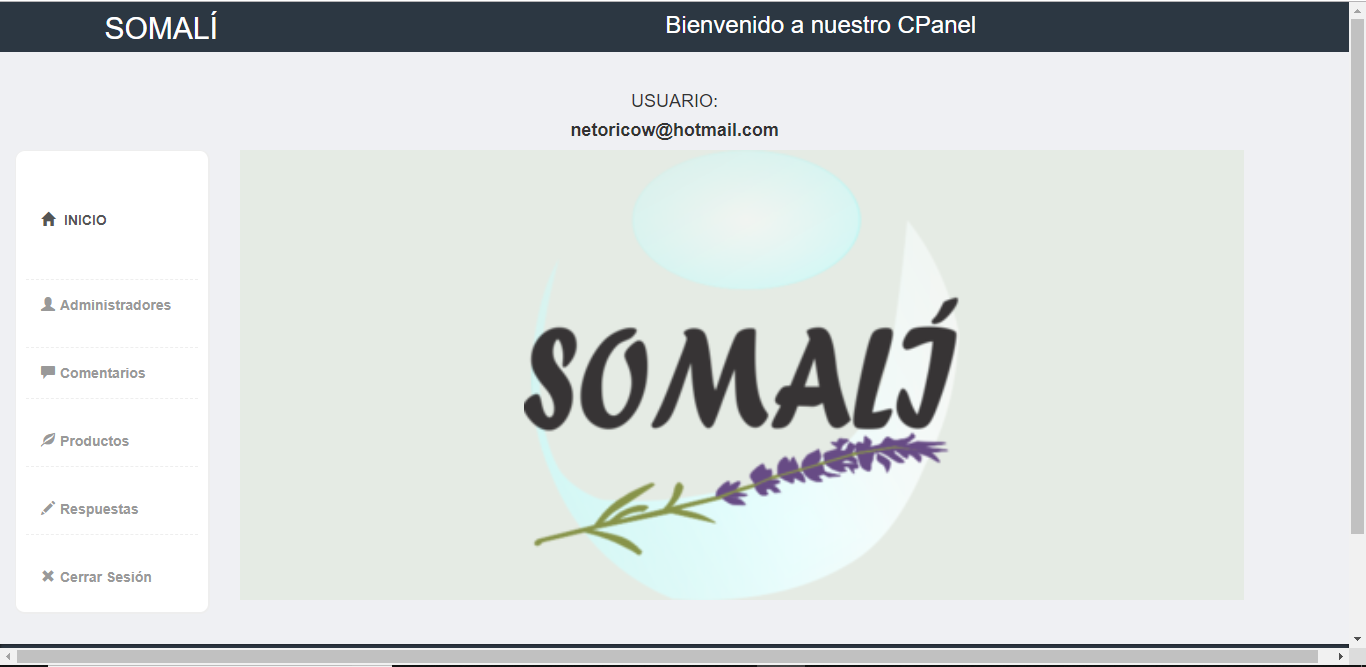 SOMALÍ
Bienvenido a nuestro CPanel
USUARIO:
netoricow@hotmail.com
INICIO
Administradores
Comentarios
Productos
Respuestas
Cerrar Sesión
SOMALÍ